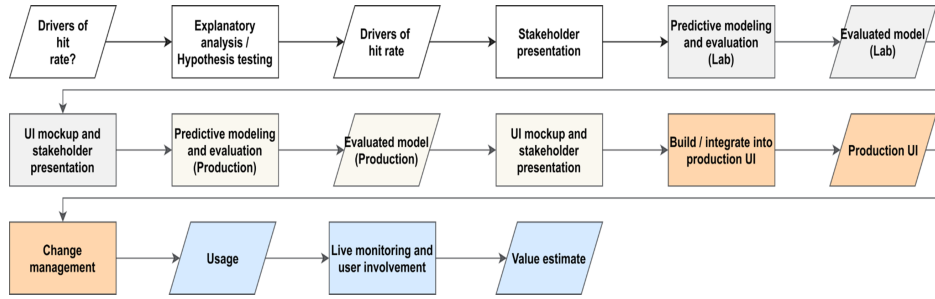 Drivers of
hit
rate?
Explanatory
analysis /
Hypothesis testing
Drivers of
hit rate
Stakeholder
presentation
Predictive modeling
and evaluation
(Lab)
Evaluated model
(Lab)
UI mockup and
stakeholder
presentation
Predictive modeling
and evaluation
(Production)
Evaluated model
(Production)
UI mockup and
stakeholder
presentation
Build / integrate into
production UI
Production UI
Change
management
Usage
Live monitoring and
user involvement
Value estimate